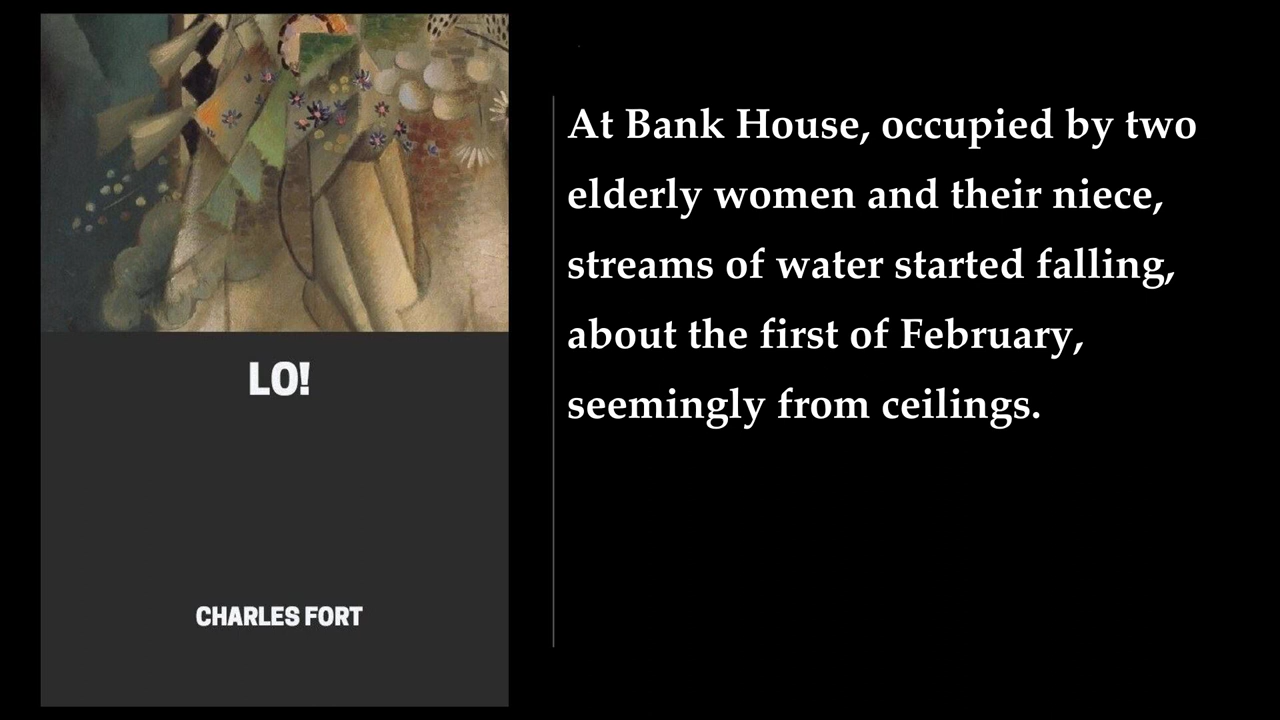 LO!
CHARLES FORT
At Bank House, occupied by two
elderly women and their niece,
streams of water started falling,
about the first of February,
seemingly from ceilings.